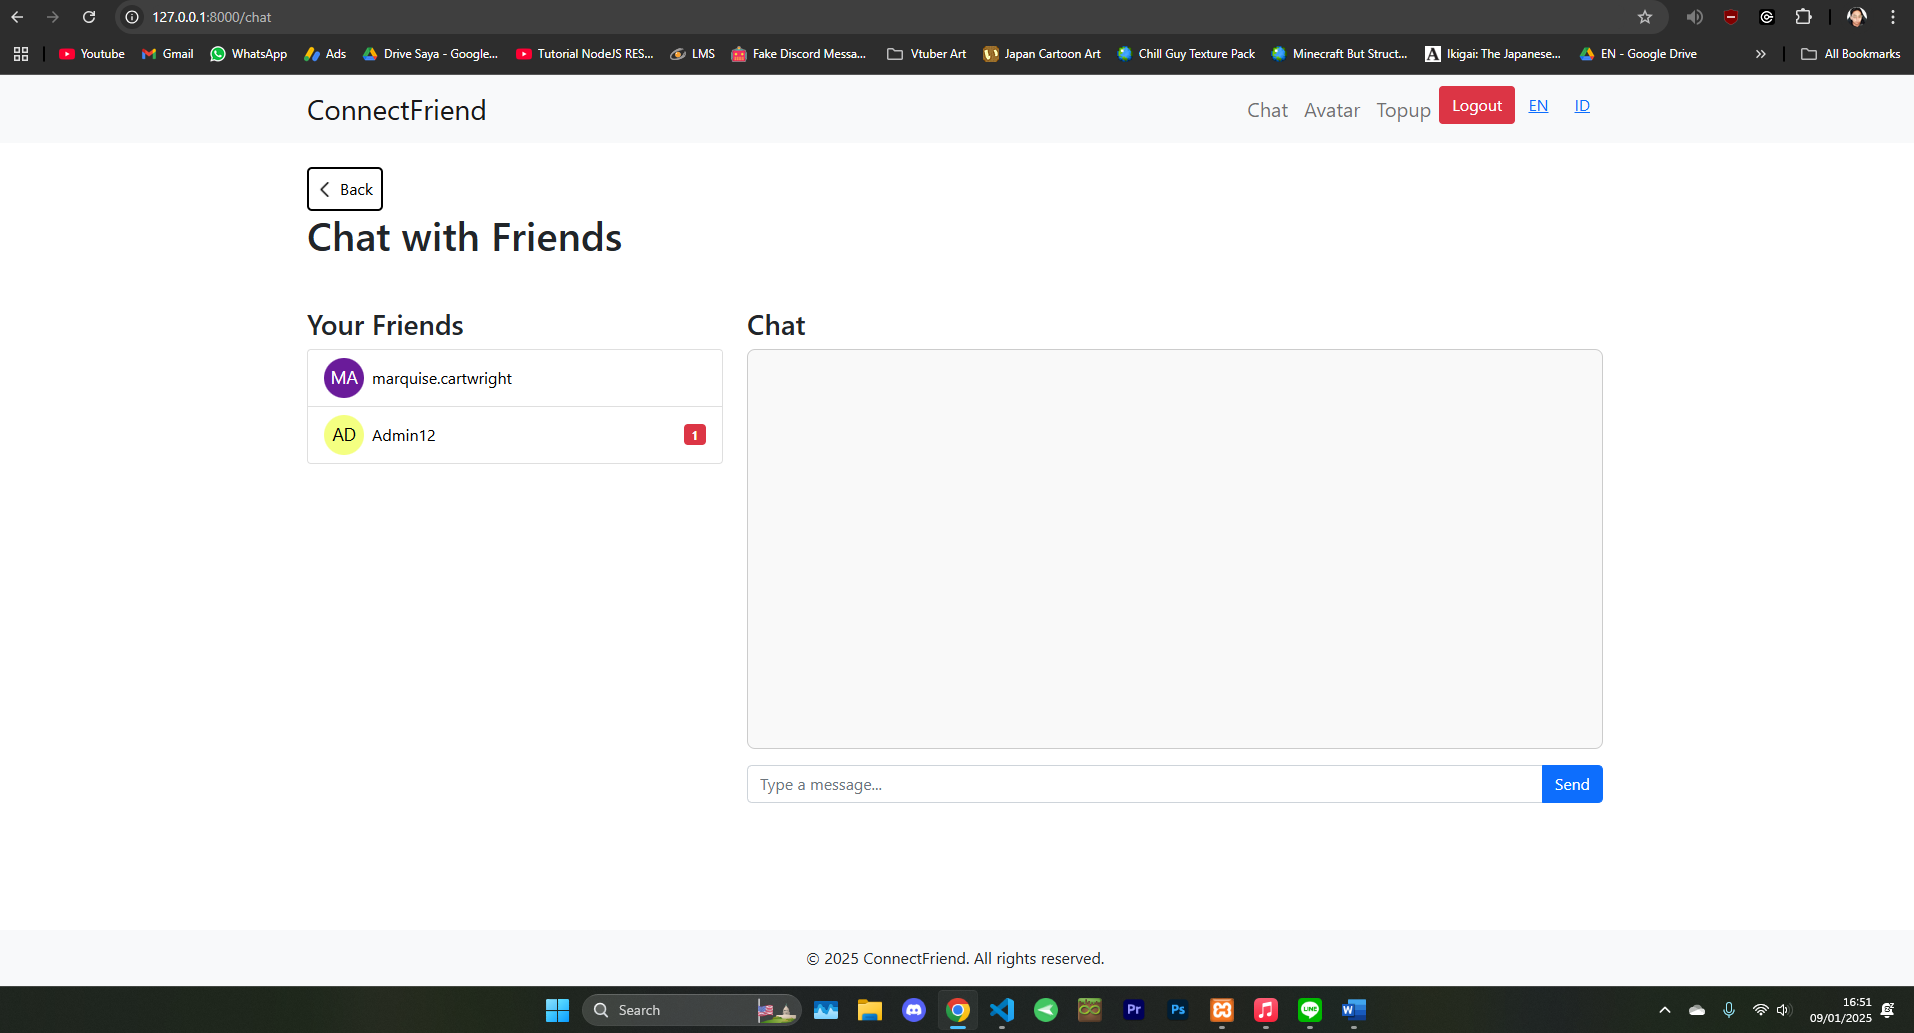 127.0.0.1:8000/chat
Youtube Gmail WhatsApp Ads Drive Saya - Google... Tutorial NodeJS RES... LMS Fake Discord Messa... Vtuber Art Japan Cartoon Art Chill Guy Texture Pack Minecraft But Struct... Ikigai: The Japanese... EN - Google Drive » All Bookmarks
ConnectFriend Chat Avatar Topup Logout EN ID
Back
Chat with Friends
Your Friends
MA marquise.cartwright
AD Admin12 1
Chat
Type a message... Send
© 2025 ConnectFriend. All rights reserved.
Search Pr Ps LINE W 16:51
09/01/2025